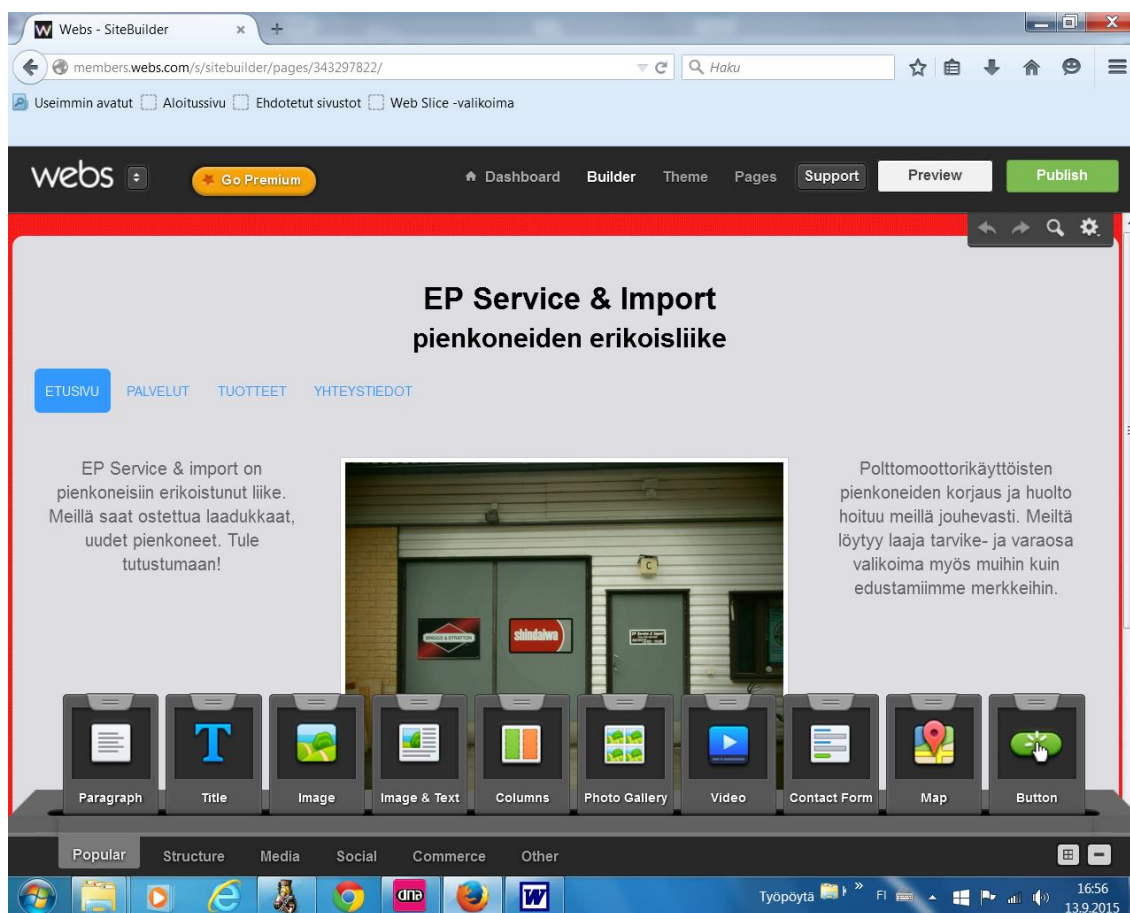 Webs - SiteBuilder
members.webs.com/s/sitebuilder/pages/343297822/
Haku
Useimmin avatut Aloitussivu Ehdotetut sivustot Web Slice -valikoima
webs Go Premium Dashboard Builder Theme Pages Support Preview Publish
EP Service & Import
pienkoneiden erikoisliike
ETUSIVU PALVELUT TUOTTEET YHTEYSTIEDOT
EP Service & import on
pienkoneisiin erikoistunut liike.
Meillä saat ostettua laadukkaat,
uudet pienkoneet. Tule
tutustumaan!
C
BRIGGS & STRATTON
shindaiwa
EP Service & Import
Polttomoottorikäyttöisten
pienkoneiden korjaus ja huolto
hoituu meillä jouhevasti. Meiltä
löytyy laaja tarvike- ja varaosa
valikoima myös muihin kuin
edustamiimme merkkeihin.
Paragraph Title Image Image & Text Columns Photo Gallery Video Contact Form Map Button
Popular Structure Media Social Commerce Other
dna W Työpöytä FI 16:56
13.9.2015